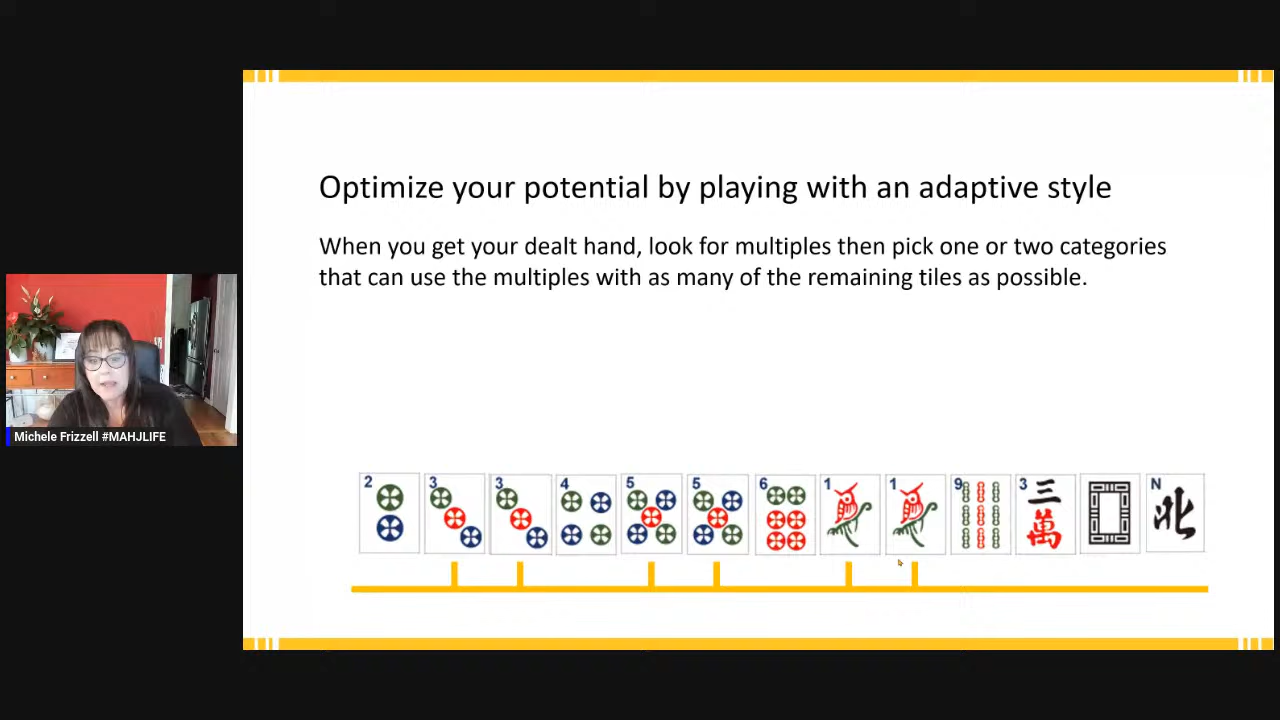 Optimize your potential by playing with an adaptive style
When you get your dealt hand, look for multiples then pick one or two categories
that can use the multiples with as many of the remaining tiles as possible.
Michele Frizzell #MAHJLIFE
2 3 3 4 5 5 6 1 1 9 3 N
三 北
萬